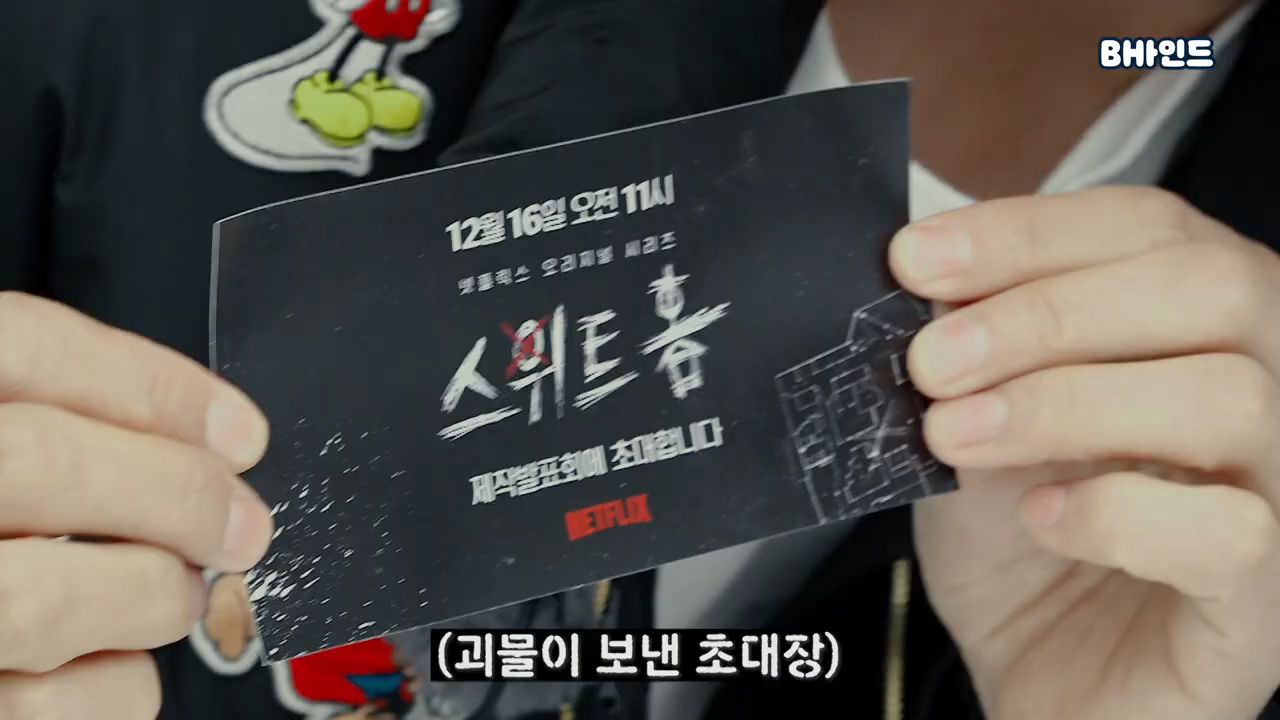 B바인드
12월 16일 오전 11시
넷플릭스 오리지널 시리즈
스위트홈
제작발표회에 초대합니다
NETFLIX
(괴물이 보낸 초대장)